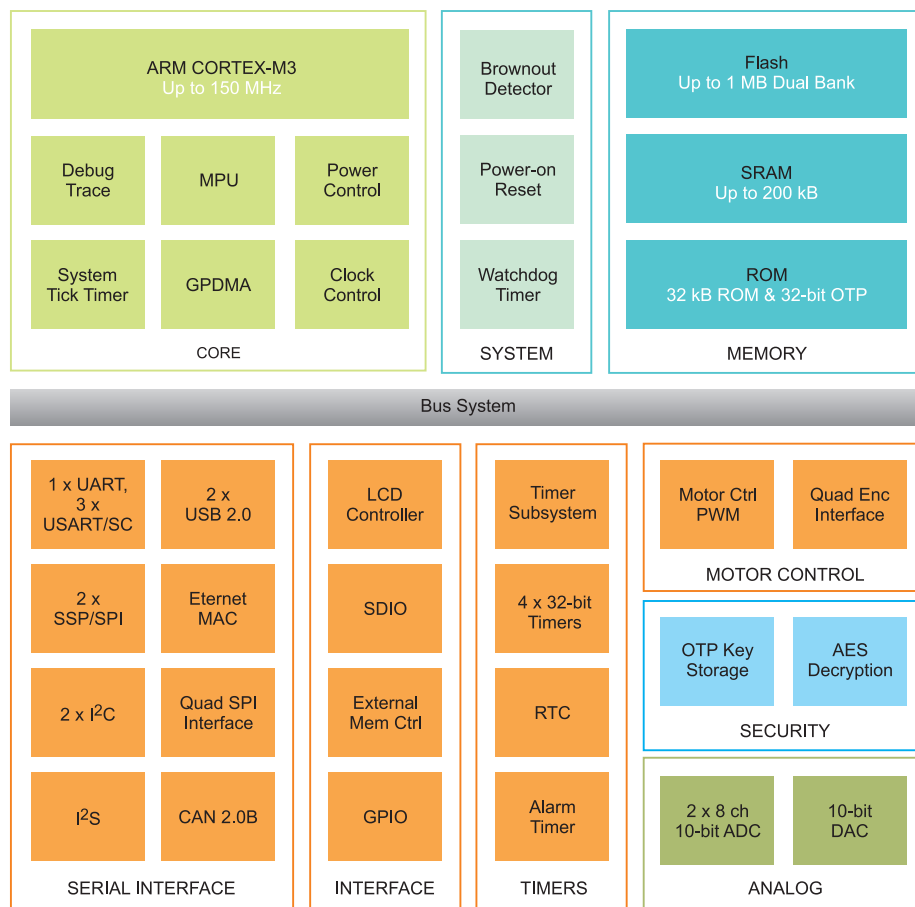 ARM CORTEX-M3
Up to 150 MHz
Debug
Trace
MPU
Power
Control
System
Tick Timer
GPDMA
Clock
Control
CORE
Brownout
Detector
Power-on
Reset
Watchdog
Timer
SYSTEM
Flash
Up to 1 MB Dual Bank
SRAM
Up to 200 kB
ROM
32 kB ROM & 32-bit OTP
MEMORY
Bus System
1 x UART,
3 x
USART/SC
2 x
USB 2.0
2 x
SSP/SPI
Eternet
MAC
2 x I²C
Quad SPI
Interface
I²S
CAN 2.0B
SERIAL INTERFACE
LCD
Controller
SDIO
External
Mem Ctrl
GPIO
INTERFACE
Timer
Subsystem
4 x 32-bit
Timers
RTC
Alarm
Timer
TIMERS
Motor Ctrl
PWM
Quad Enc
Interface
MOTOR CONTROL
OTP Key
Storage
AES
Decryption
SECURITY
2 x 8 ch
10-bit ADC
10-bit
DAC
ANALOG